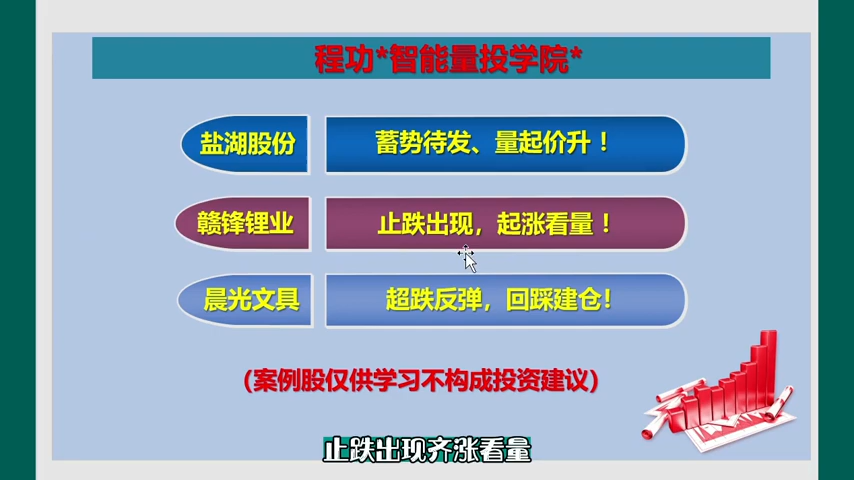 程功*智能量投学院*
盐湖股份 蓄势待发、量起价升！
赣锋锂业 止跌出现，起涨看量！
晨光文具 超跌反弹，回踩建仓！
（案例股仅供学习不构成投资建议）
止跌出现齐涨看量